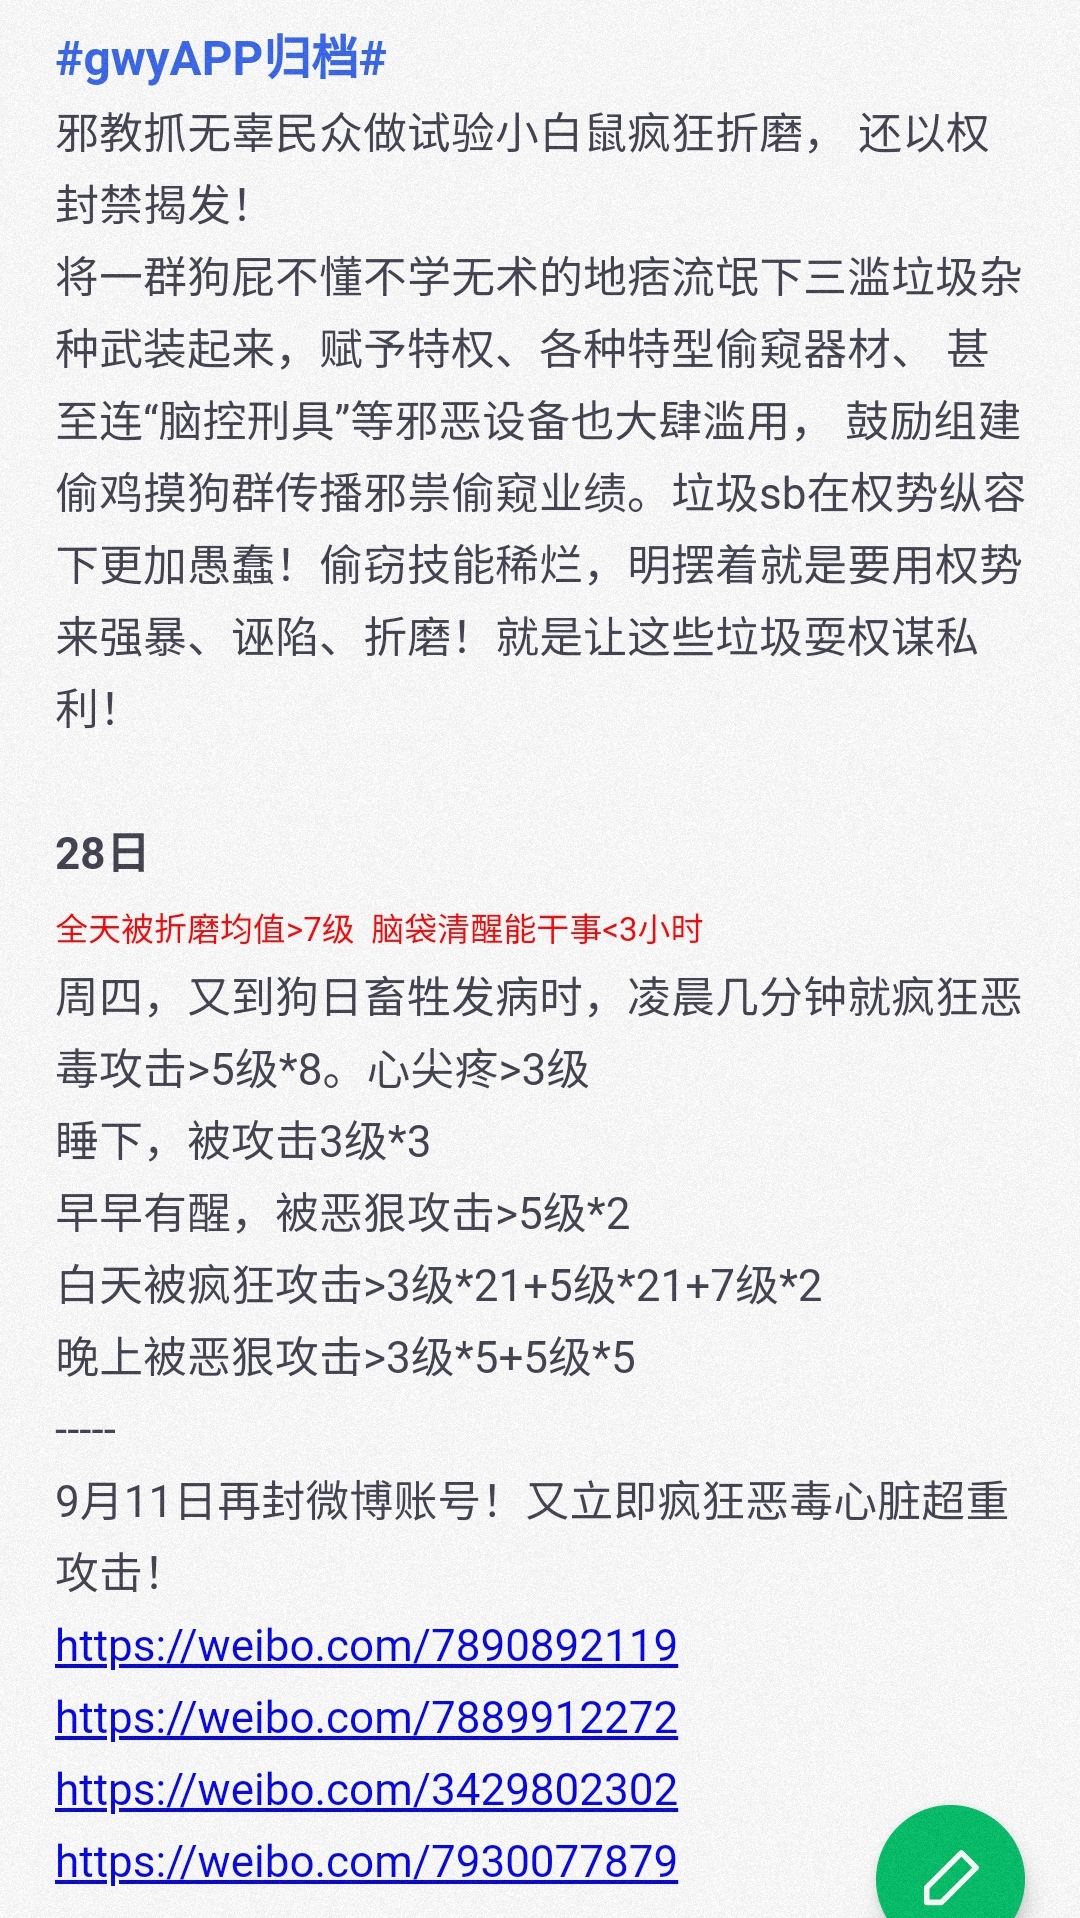 #gwyAPP归档#
邪教抓无辜民众做试验小白鼠疯狂折磨， 还以权
封禁揭发！
将一群狗屁不懂不学无术的地痞流氓下三滥垃圾杂
种武装起来，赋予特权、各种特型偷窥器材、 甚
至连“脑控刑具”等邪恶设备也大肆滥用， 鼓励组建
偷鸡摸狗群传播邪祟偷窥业绩。垃圾sb在权势纵容
下更加愚蠢！偷窃技能稀烂，明摆着就是要用权势
来强暴、诬陷、折磨！就是让这些垃圾耍权谋私
利！
28日
全天被折磨均值>7级 脑袋清醒能干事<3小时
周四，又到狗日畜牲发病时，凌晨几分钟就疯狂恶
毒攻击>5级*8。心尖疼>3级
睡下，被攻击3级*3
早早有醒，被恶狠攻击>5级*2
白天被疯狂攻击>3级*21+5级*21+7级*2
晚上被恶狠攻击>3级*5+5级*5
-----
9月11日再封微博账号！又立即疯狂恶毒心脏超重
攻击！
https://weibo.com/7890892119
https://weibo.com/7889912272
https://weibo.com/3429802302
https://weibo.com/7930077879